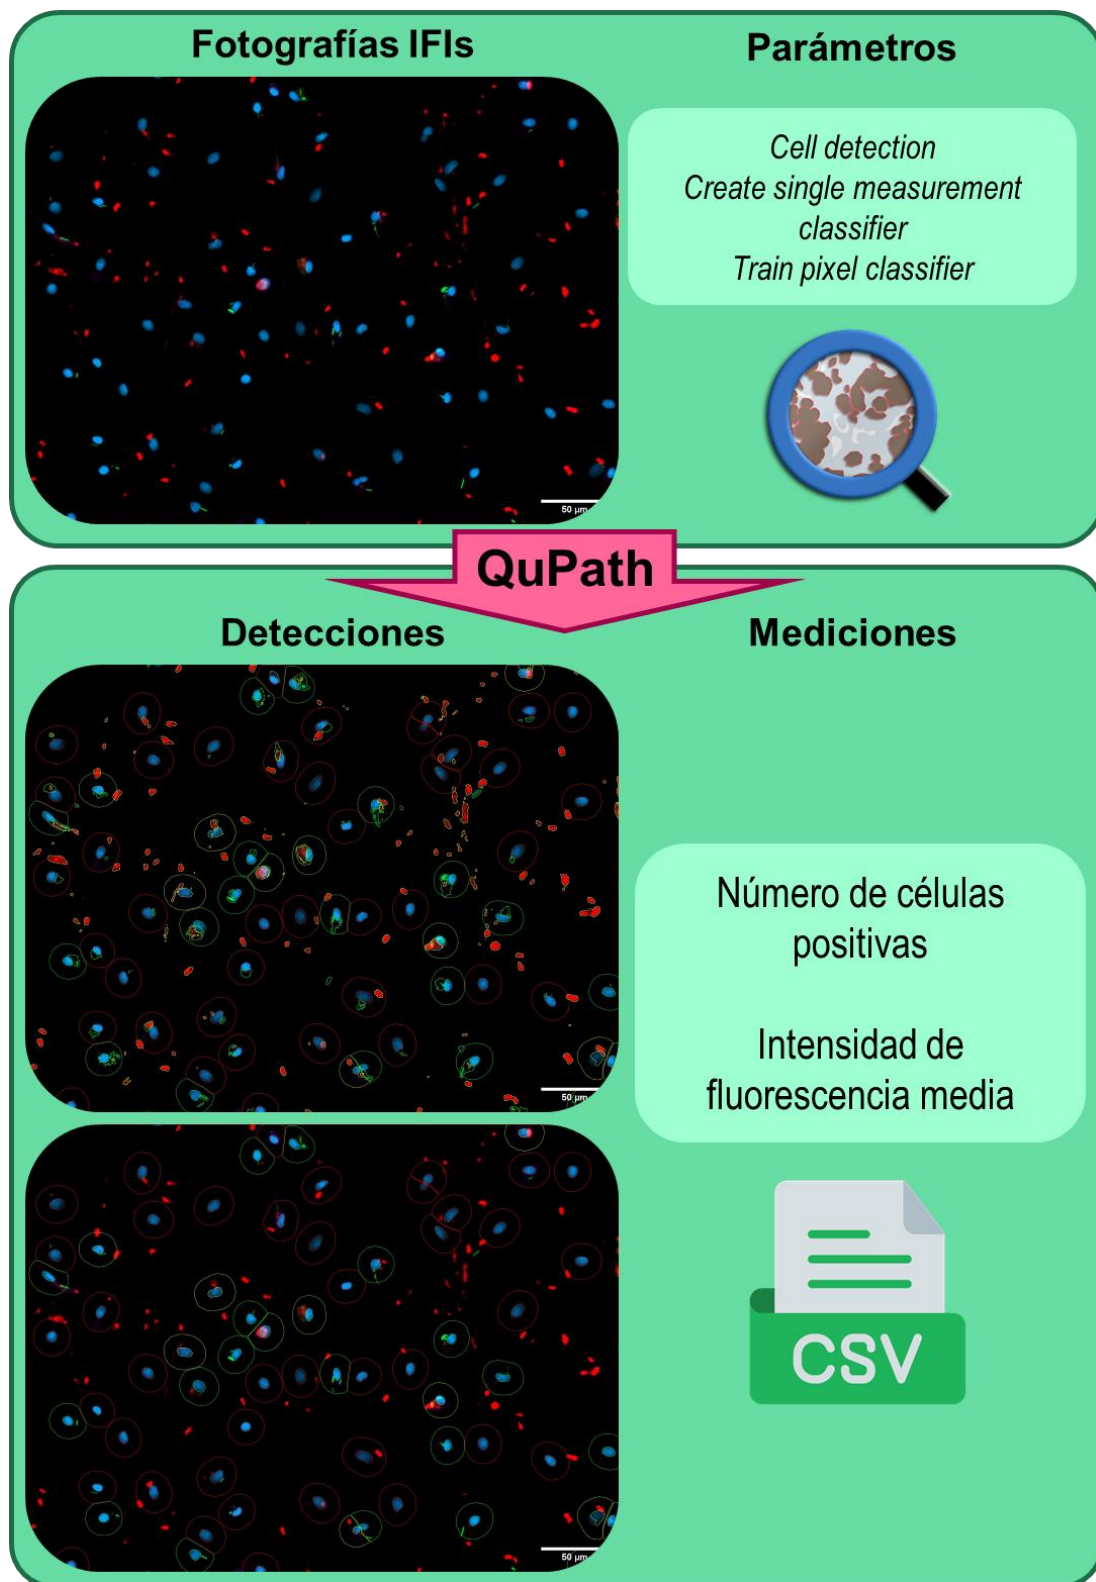 Fotografías IFIs
Parámetros
Cell detection
Create single measurement
classifier
Train pixel classifier
50 µm
QuPath
Detecciones
Mediciones
50 µm
Número de células
positivas
Intensidad de
fluorescencia media
CSV
50 µm